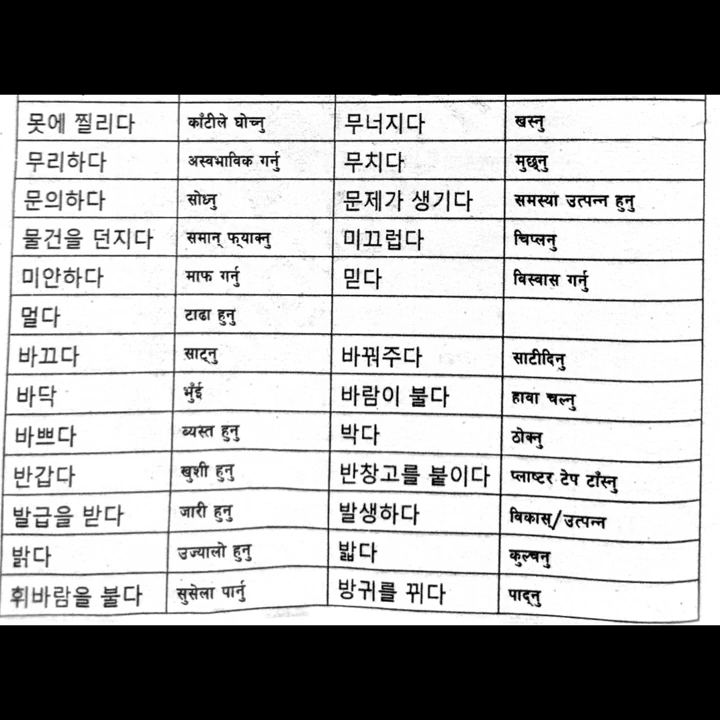 못에 찔리다 काँटीले घोच्नु 무너지다 खस्नु
무리하다 अस्वभाविक गर्नु 무치다 मुछ्नु
문의하다 सोध्नु 문제가 생기다 समस्या उत्पन्न हुनु
물건을 던지다 समान् फ्याक्नु 미끄럽다 चिप्लनु
미안하다 माफ गर्नु 믿다 विस्वास गर्नु
멀다 टाढा हुनु
바끄다 साट्नु 바꿔주다 साटीदिनु
바닥 भुँई 바람이 불다 हावा चल्नु
바쁘다 ब्यस्त हुनु 박다 ठोक्नु
반갑다 खुशी हुनु 반창고를 붙이다 प्लाष्टर टेप टाँस्नु
발급을 받다 जारी हुनु 발생하다 विकास्/उत्पन्न
밝다 उज्यालो हुनु 밟다 कुल्चनु
휘바람을 불다 सुसेला पार्नु 방귀를 뀌다 पाद्नु